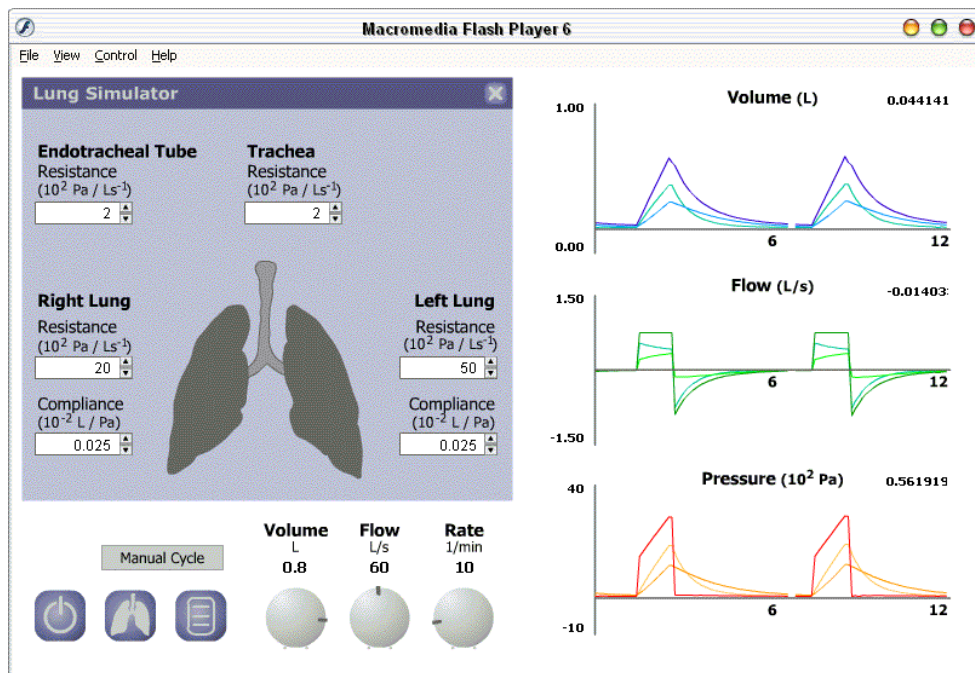 Macromedia Flash Player 6
File View Control Help
Lung Simulator
Endotracheal Tube
Resistance
(10² Pa / Ls⁻¹)
2
Trachea
Resistance
(10² Pa / Ls⁻¹)
2
Right Lung
Resistance
(10² Pa / Ls⁻¹)
20
Compliance
(10⁻² L / Pa)
0.025
Left Lung
Resistance
(10² Pa / Ls⁻¹)
50
Compliance
(10⁻² L / Pa)
0.025
Manual Cycle
Volume
L
0.8
Flow
L/s
60
Rate
1/min
10
Volume (L)
0.044141
1.00
0.00
6
12
Flow (L/s)
-0.01403
1.50
-1.50
6
12
Pressure (10² Pa)
0.561919
40
-10
6
12